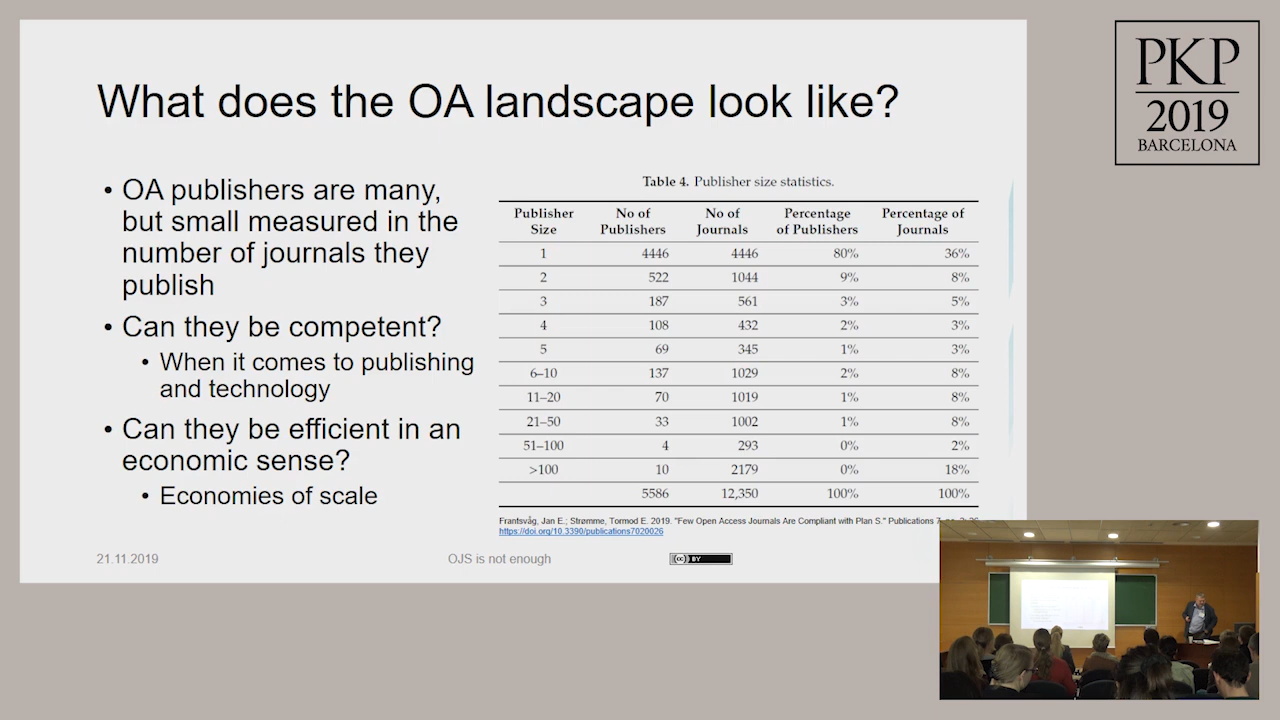 What does the OA landscape look like?
• OA publishers are many,
but small measured in the
number of journals they
publish
• Can they be competent?
• When it comes to publishing
and technology
• Can they be efficient in an
economic sense?
• Economies of scale
Table 4. Publisher size statistics.
Publisher Size No of Publishers No of Journals Percentage of Publishers Percentage of Journals
1 4446 4446 80% 36%
2 522 1044 9% 8%
3 187 561 3% 5%
4 108 432 2% 3%
5 69 345 1% 3%
6–10 137 1029 2% 8%
11–20 70 1019 1% 8%
21–50 33 1002 1% 8%
51–100 4 293 0% 2%
>100 10 2179 0% 18%
5586 12,350 100% 100%
Frantsvåg, Jan E.; Strømme, Tormod E. 2019. "Few Open Access Journals Are Compliant with Plan S." Publications 7,
https://doi.org/10.3390/publications7020026
21.11.2019
OJS is not enough
cc BY
PKP
2019
BARCELONA